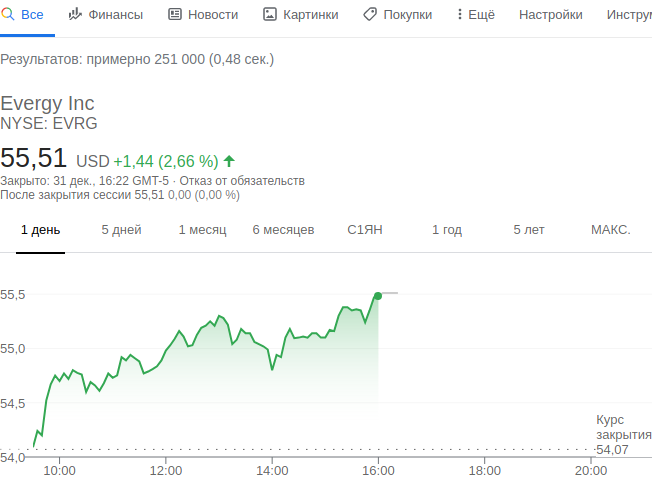 Все Финансы Новости Картинки Покупки Ещё Настройки Инстру
Результатов: примерно 251 000 (0,48 сек.)
Evergy Inc
NYSE: EVRG
55,51 USD +1,44 (2,66 %)
Закрыто: 31 дек., 16:22 GMT-5 · Отказ от обязательств
После закрытия сессии 55,51 0,00 (0,00 %)
1 день 5 дней 1 месяц 6 месяцев С1ЯН 1 год 5 лет МАКС.
55,5
55,0
54,5
Курс
закрытия
54,07
54,0
10:00 12:00 14:00 16:00 18:00 20:00